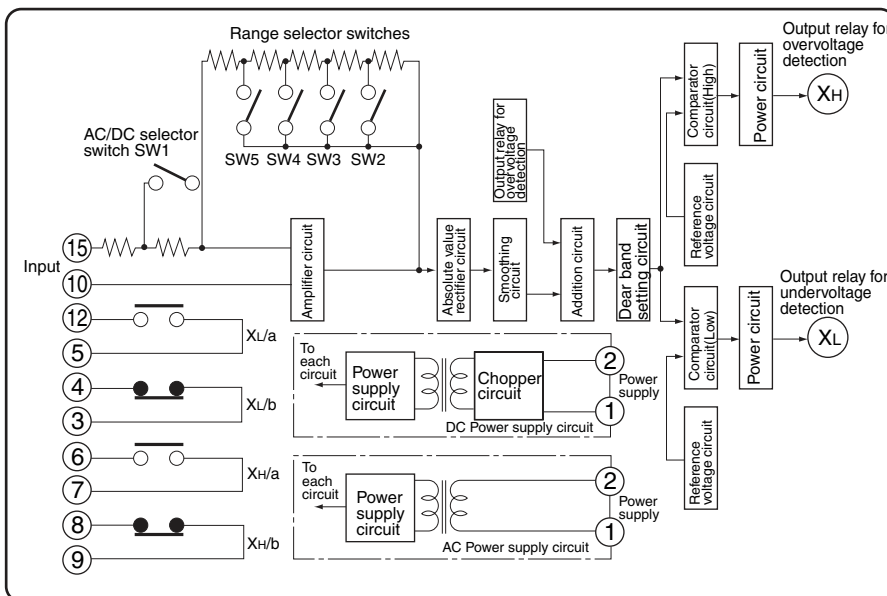 Range selector switches
AC/DC selector
switch SW1
SW5
SW4
SW3
SW2
Output relay for
overvoltage
detection
Output relay for
overvoltage
detection
XH
Comparator
circuit(High)
Power circuit
Reference
voltage circuit
Input
15
10
Amplifier circuit
Absolute value
rectifier circuit
Smoothing
circuit
Addition circuit
Dear band
setting circuit
Output relay for
undervoltage
detection
XL
Comparator
circuit(Low)
Power circuit
Reference
voltage circuit
12
5
XL/a
4
3
XL/b
6
7
XH/a
8
9
XH/b
To
each
circuit
Power
supply
circuit
Chopper
circuit
2
1
Power
supply
DC Power supply circuit
To
each
circuit
Power
supply
circuit
2
1
Power
supply
AC Power supply circuit